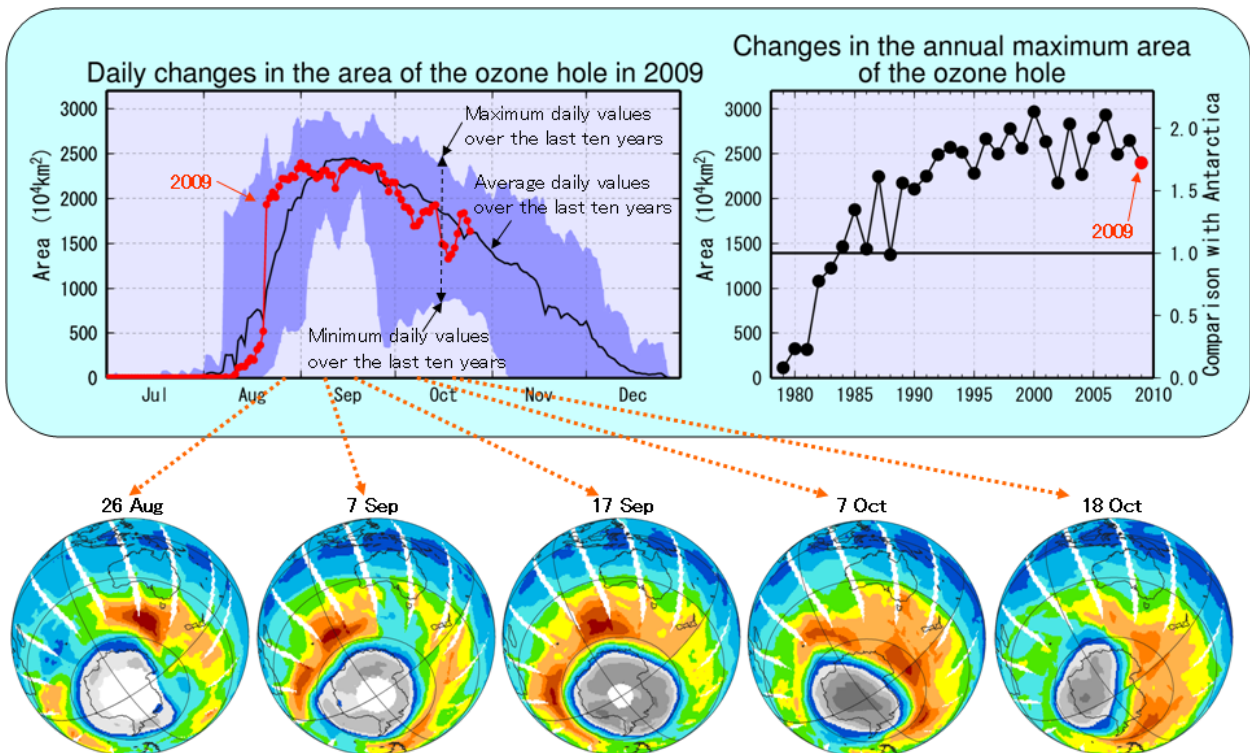 Daily changes in the area of the ozone hole in 2009
Area (10⁴km²)
3000
2500
2000
1500
1000
500
0
Jul
Aug
Sep
Oct
Nov
Dec
2009
Maximum daily values
over the last ten years
Average daily values
over the last ten years
Minimum daily values
over the last ten years
Changes in the annual maximum area
of the ozone hole
Area (10⁴km²)
3000
2500
2000
1500
1000
500
0
1980
1985
1990
1995
2000
2005
2010
2009
2.0
1.5
1.0
0.5
0.0
Comparison with Antarctica
26 Aug
7 Sep
17 Sep
7 Oct
18 Oct